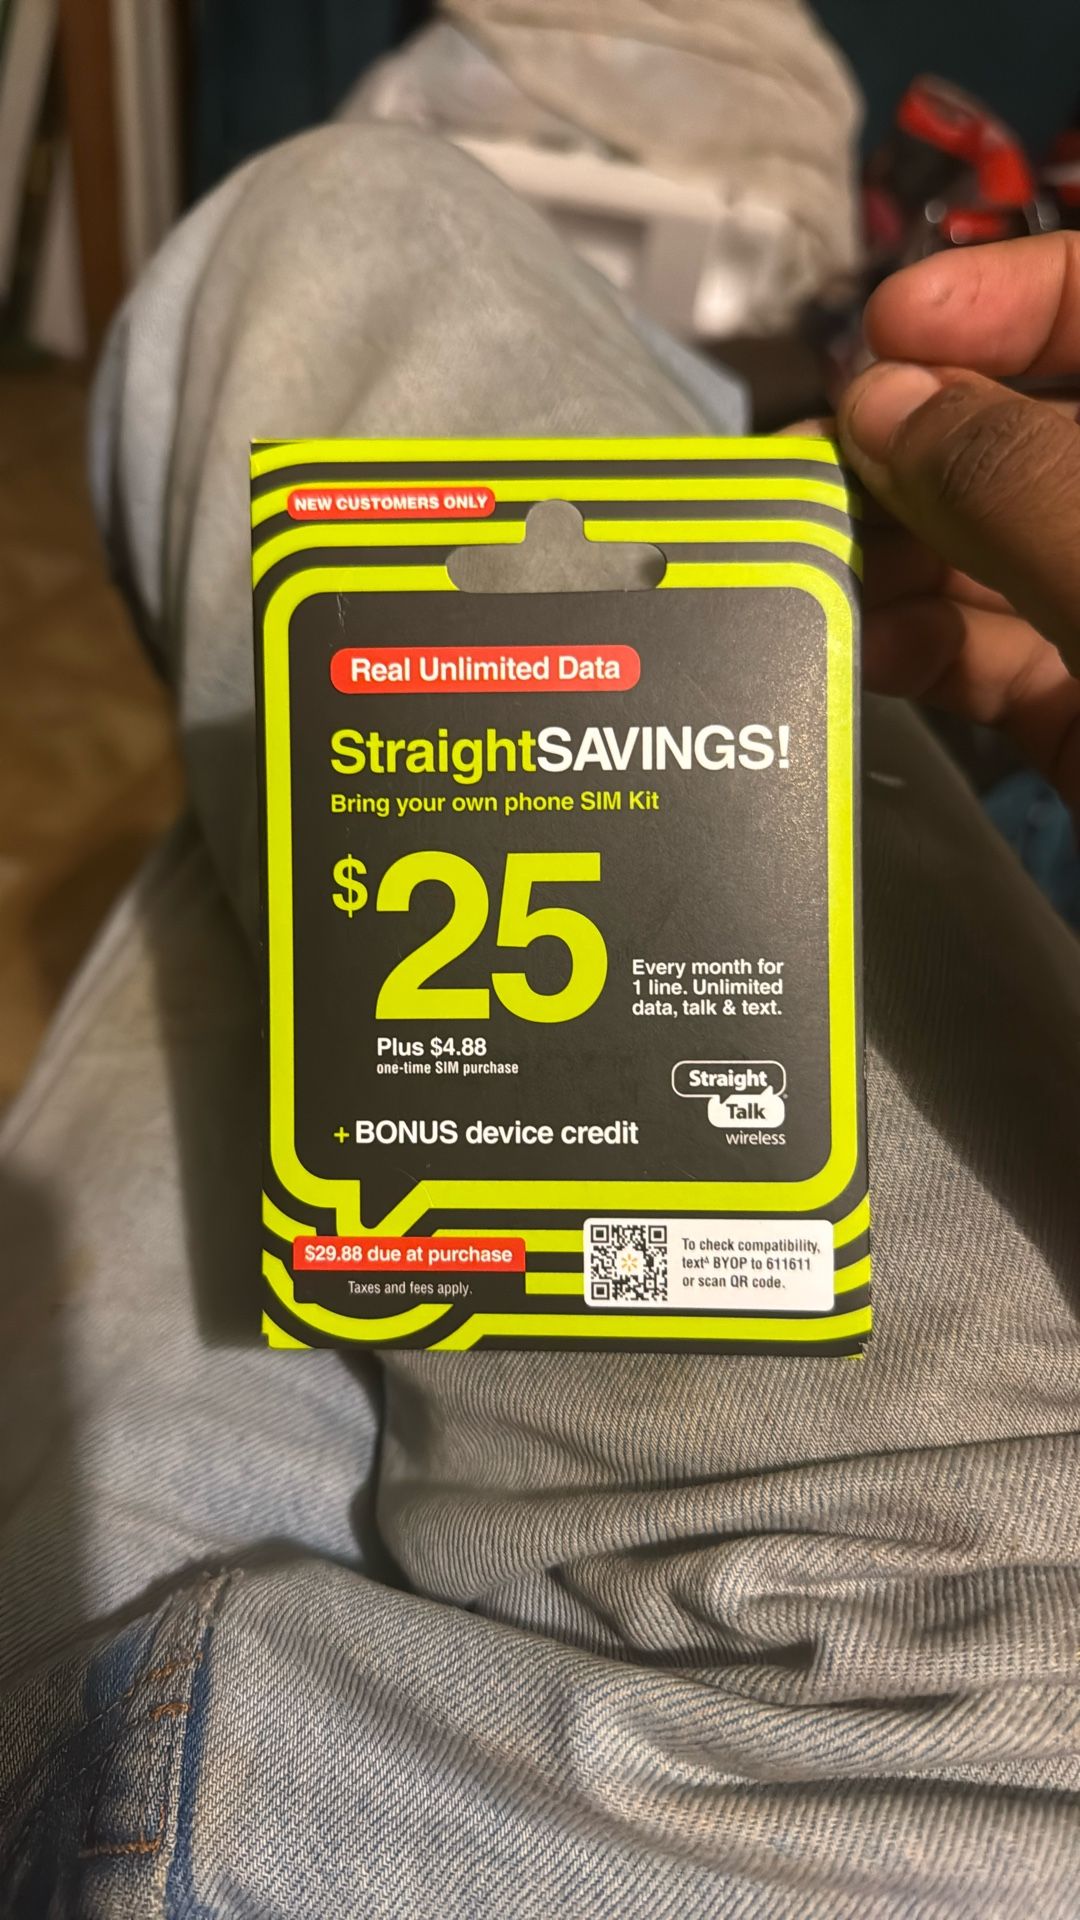 NEW CUSTOMERS ONLY
Real Unlimited Data
StraightSAVINGS!
Bring your own phone SIM Kit
$25
Every month for
1 line. Unlimited
data, talk & text.
Plus $4.88
one-time SIM purchase
+ BONUS device credit
Straight
Talk
wireless
$29.88 due at purchase
Taxes and fees apply.
To check compatibility,
text^ BYOP to 611611
or scan QR code.